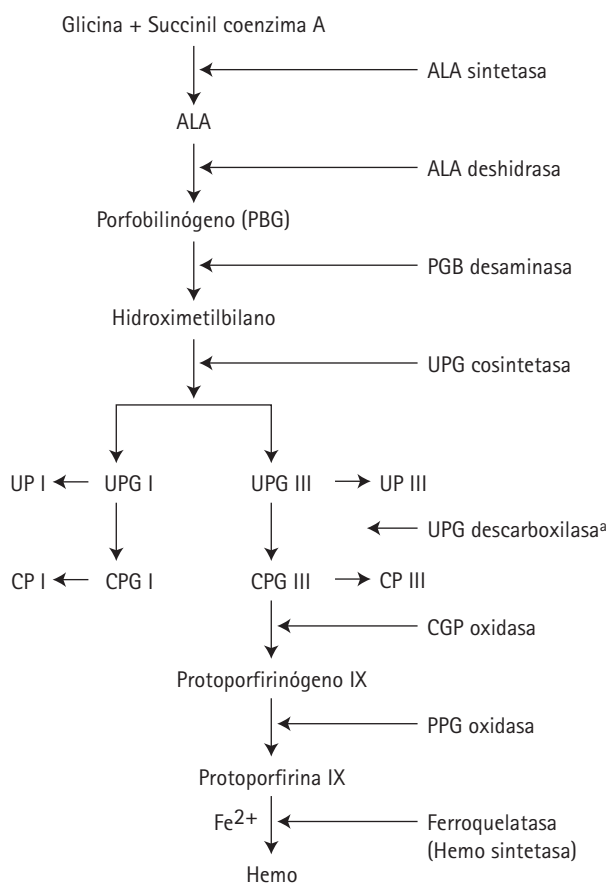 Glicina + Succinil coenzima A
ALA sintetasa
ALA
ALA deshidrasa
Porfobilinógeno (PBG)
PGB desaminasa
Hidroximetilbilano
UPG cosintetasa
UP I UPG I UPG III UP III
UPG descarboxilasaª
CP I CPG I CPG III CP III
CGP oxidasa
Protoporfirinógeno IX
PPG oxidasa
Protoporfirina IX
Fe2+ Ferroquelatasa
(Hemo sintetasa)
Hemo